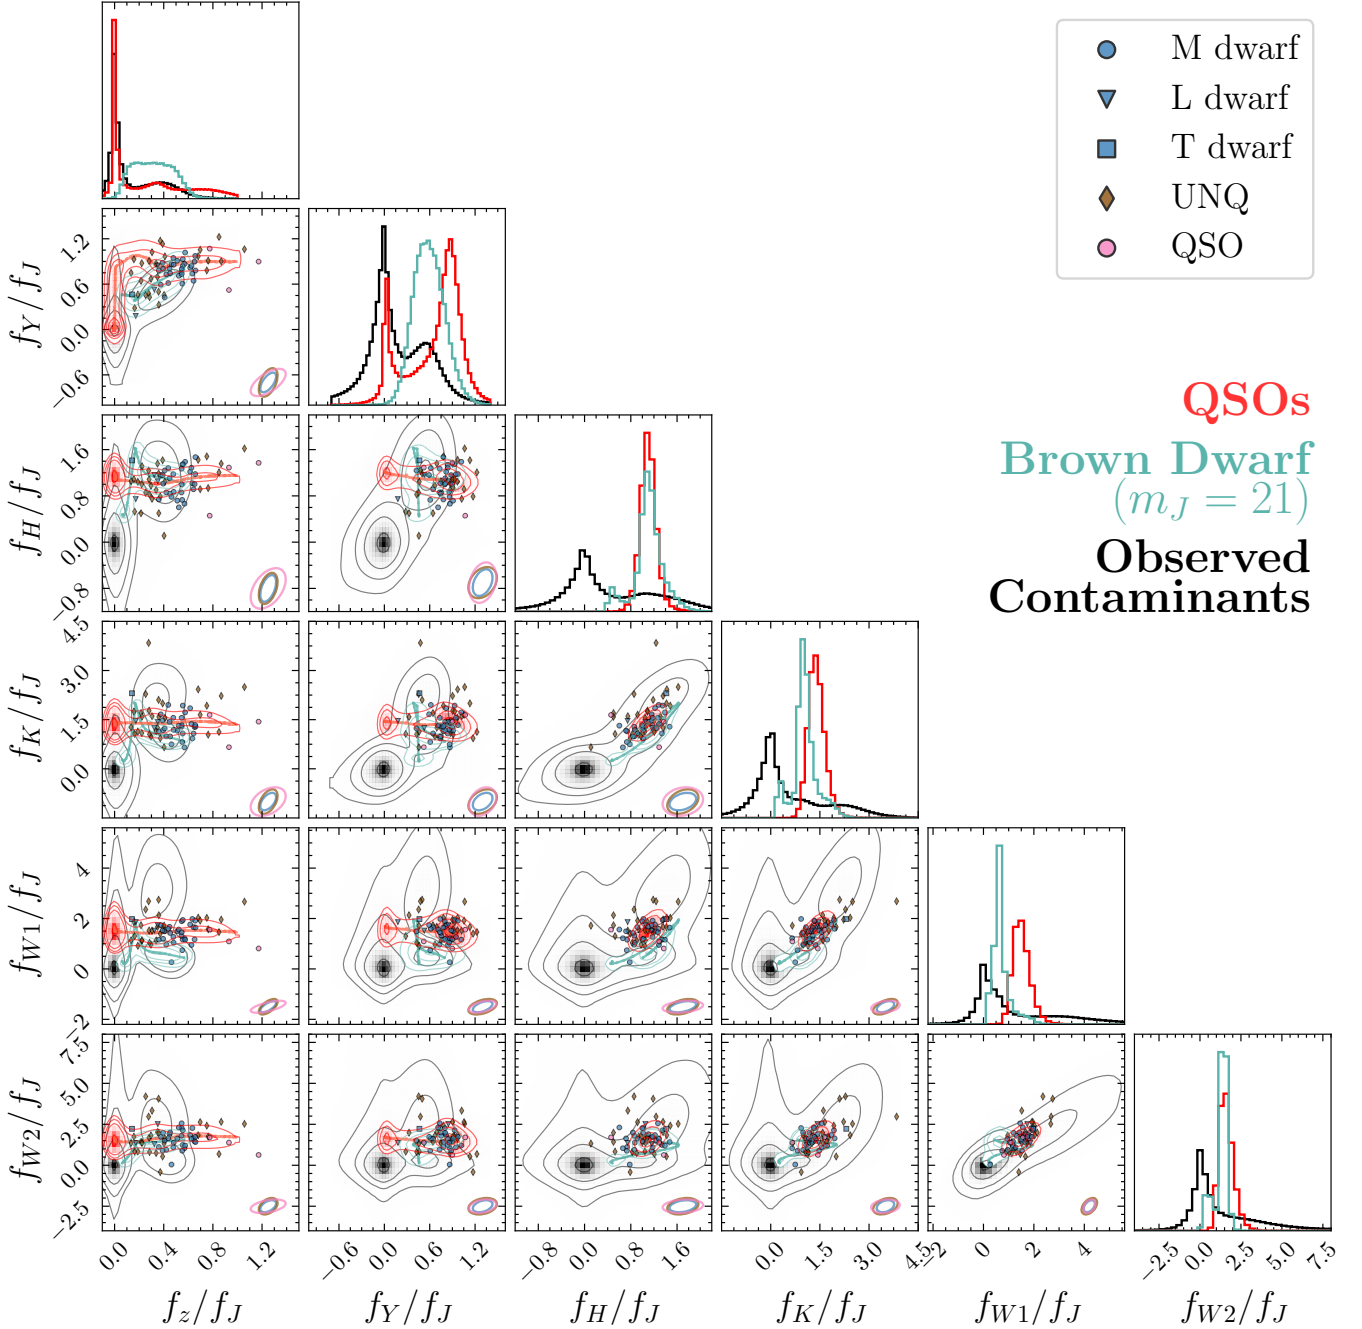 M dwarf
L dwarf
T dwarf
UNQ
QSO
QSOs
Brown Dwarf
(m_J = 21)
Observed
Contaminants
f_Y/f_J
1.2
0.6
0.0
−0.6
f_H/f_J
1.6
0.8
0.0
−0.8
f_K/f_J
4.5
3.0
1.5
0.0
f_W1/f_J
4
2
0
−2
f_W2/f_J
7.5
5.0
2.5
0.0
−2.5
0.0 0.4 0.8 1.2
−0.6 0.0 0.6 1.2
−0.8 0.0 0.8 1.6
0.0 1.5 3.0 4.5
−2 0 2 4
−2.5 0.0 2.5 5.0 7.5
f_z/f_J
f_Y/f_J
f_H/f_J
f_K/f_J
f_W1/f_J
f_W2/f_J